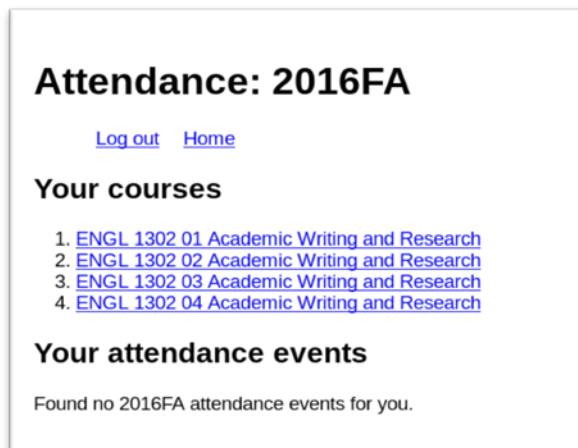 Attendance: 2016FA
Log out Home
Your courses
1. ENGL 1302 01 Academic Writing and Research
2. ENGL 1302 02 Academic Writing and Research
3. ENGL 1302 03 Academic Writing and Research
4. ENGL 1302 04 Academic Writing and Research
Your attendance events
Found no 2016FA attendance events for you.